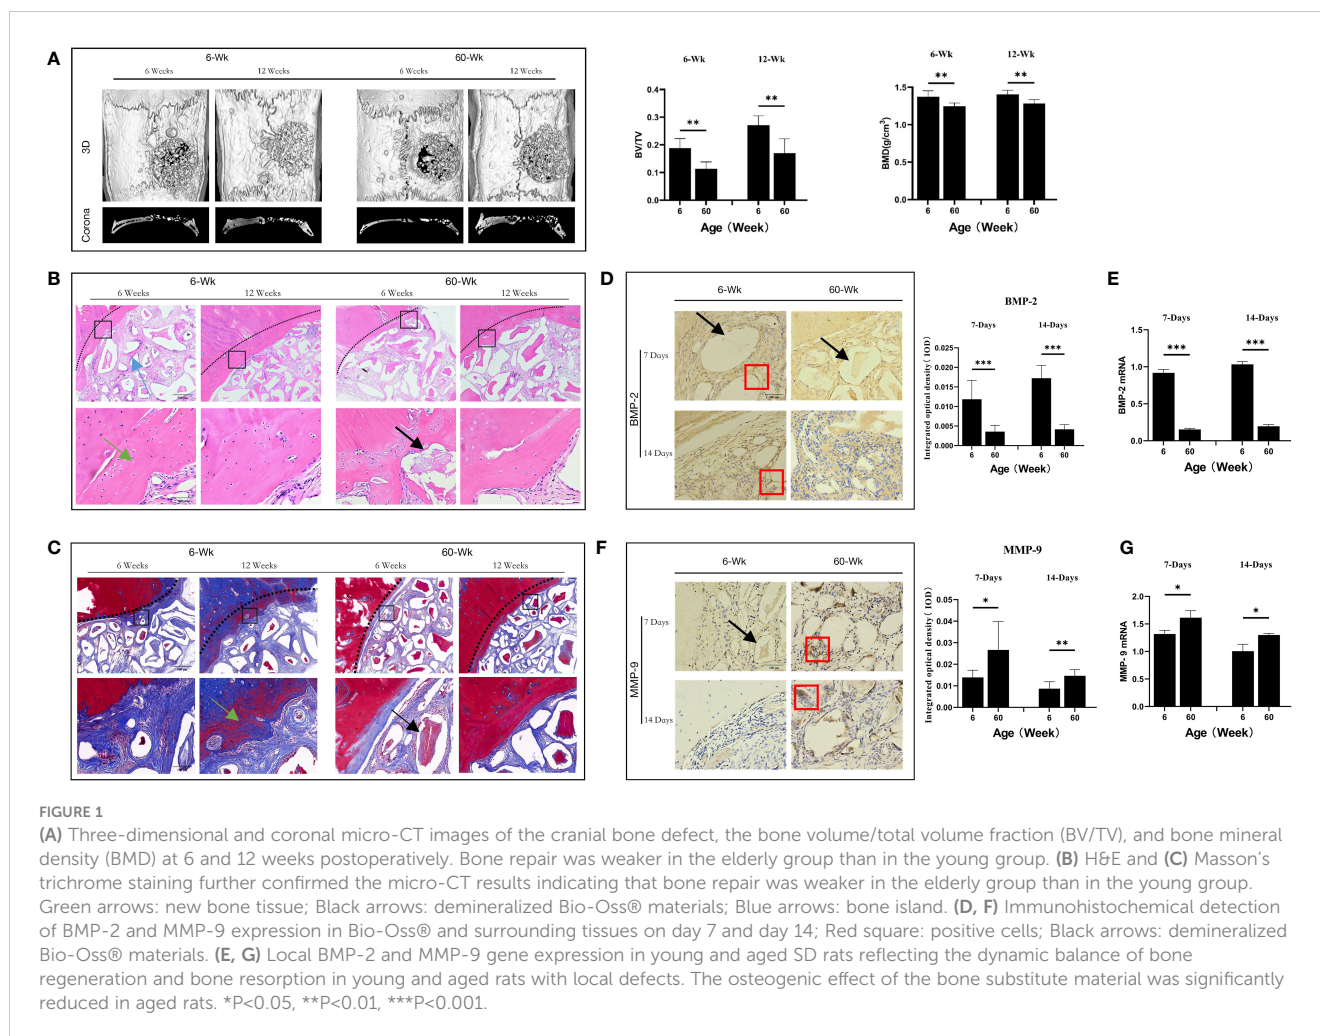 A
6-Wk
60-Wk
6 Weeks
12 Weeks
6 Weeks
12 Weeks
3D
Corona
6-Wk
12-Wk
**
**
BV/TV
0.4
0.3
0.2
0.1
0.0
6
60
6
60
Age（Week）
6-Wk
12-Wk
**
**
BMD(g/cm³)
1.5
1.0
0.5
0.0
6
60
6
60
Age（Week）
B
6-Wk
60-Wk
6 Weeks
12 Weeks
6 Weeks
12 Weeks
D
6-Wk
60-Wk
BMP-2
7 Days
14 Days
BMP-2
7-Days
14-Days
***
***
Integrated optical density（IOD）
0.025
0.020
0.015
0.010
0.005
0.000
6
60
6
60
Age（Week）
E
7-Days
14-Days
***
***
BMP-2 mRNA
1.5
1.0
0.5
0.0
6
60
6
60
Age（Week）
C
6-Wk
60-Wk
6 Weeks
12 Weeks
6 Weeks
12 Weeks
F
6-Wk
60-Wk
MMP-9
7 Days
14 Days
MMP-9
7-Days
14-Days
*
**
Integrated optical density（IOD）
0.05
0.04
0.03
0.02
0.01
0.00
6
60
6
60
Age（Week）
G
7-Days
14-Days
*
*
MMP- 9 mRNA
2.0
1.5
1.0
0.5
0.0
6
60
6
60
Age（Week）
FIGURE 1
(A) Three-dimensional and coronal micro-CT images of the cranial bone defect, the bone volume/total volume fraction (BV/TV), and bone mineral
density (BMD) at 6 and 12 weeks postoperatively. Bone repair was weaker in the elderly group than in the young group. (B) H&E and (C) Masson's
trichrome staining further confirmed the micro-CT results indicating that bone repair was weaker in the elderly group than in the young group.
Green arrows: new bone tissue; Black arrows: demineralized Bio-Oss® materials; Blue arrows: bone island. (D, F) Immunohistochemical detection
of BMP-2 and MMP-9 expression in Bio-Oss® and surrounding tissues on day 7 and day 14; Red square: positive cells; Black arrows: demineralized
Bio-Oss® materials. (E, G) Local BMP-2 and MMP-9 gene expression in young and aged SD rats reflecting the dynamic balance of bone
regeneration and bone resorption in young and aged rats with local defects. The osteogenic effect of the bone substitute material was significantly
reduced in aged rats. *P<0.05, **P<0.01, ***P<0.001.